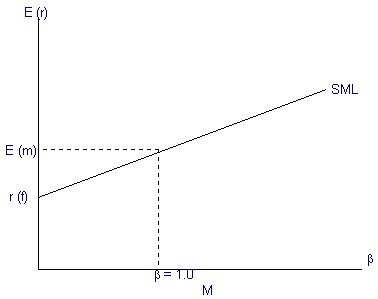 E (r)
SML
E (m)
r (f)
β
β = 1.0
M